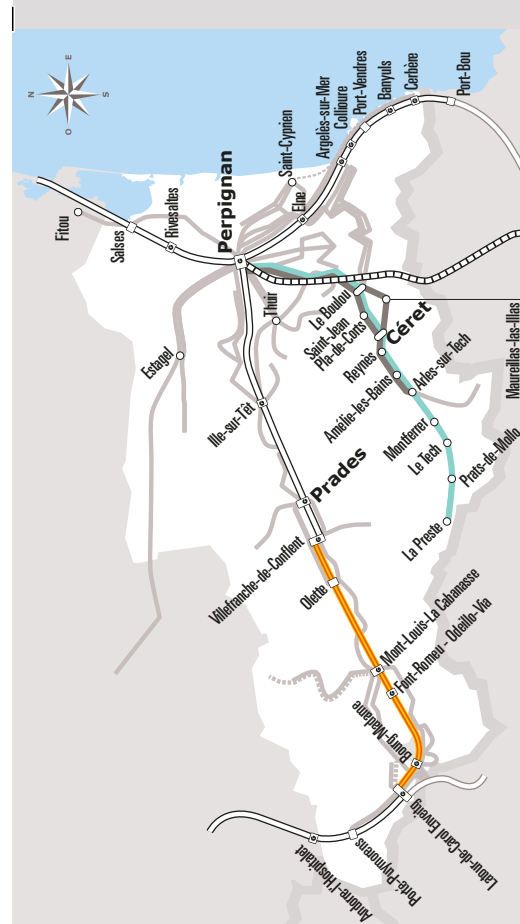 N
E
S
O
Fitou
Salses
Rivesaltes
Perpignan
Saint-Cyprien
Elne
Argelès-sur-Mer
Collioure
Port-Vendres
Banyuls
Cerbère
Port-Bou
Estagel
Thuir
Ille-sur-Têt
Le Boulou
Saint-Jean
Pla-de-Corts
Céret
Maureillas-las-Illas
Reynès
Amélie-les-Bains
Arles-sur-Tech
Montferrer
Le Tech
Prats-de-Mollo
La Preste
Prades
Villefranche-de-Conflent
Olette
Mont-Louis-La Cabanasse
Font-Romeu - Odeillo-Via
Bourg-Madame
Latour-de-Carol Enveitg
Porté-Puymorens
Andorre-l'Hospitalet